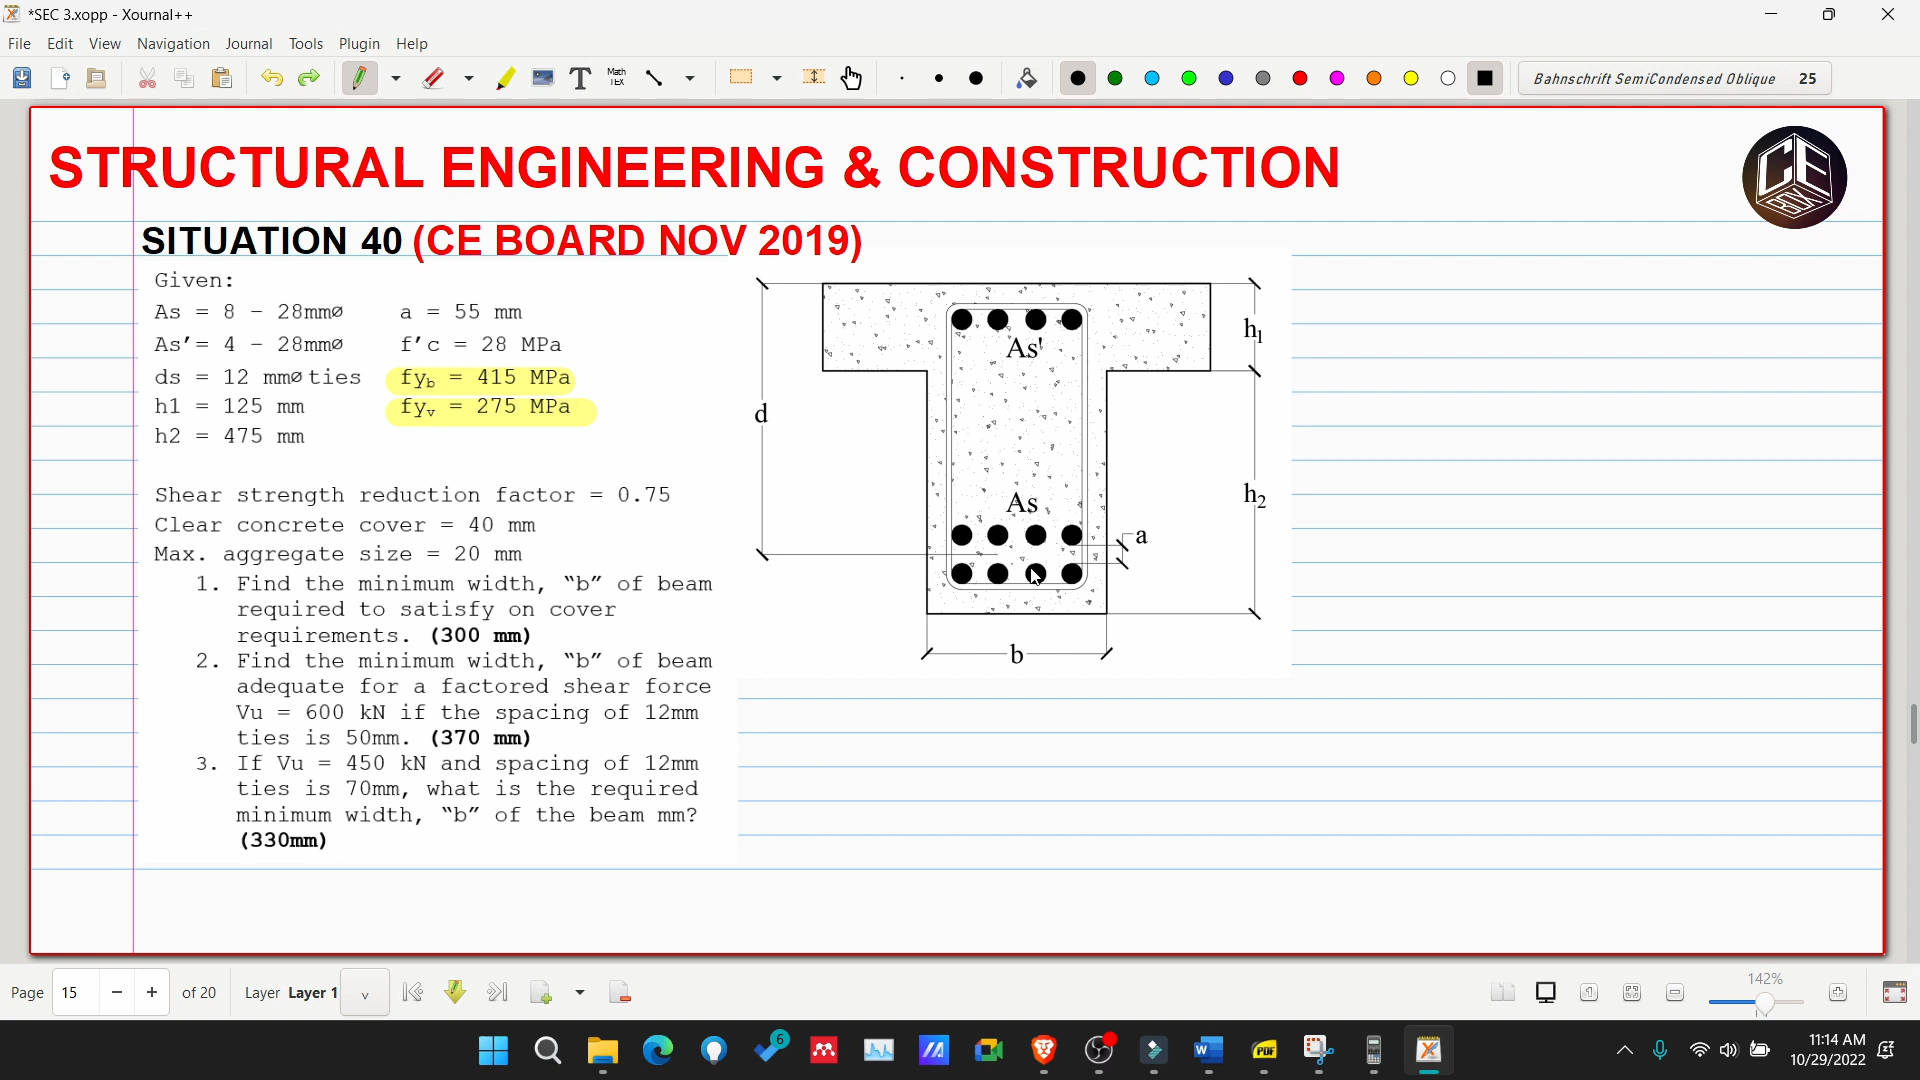 *SEC 3.xopp - Xournal++
File Edit View Navigation Journal Tools Plugin Help
Math
TEX
Bahnschrift SemiCondensed Oblique 25
STRUCTURAL ENGINEERING & CONSTRUCTION
CE
BOX
SITUATION 40 (CE BOARD NOV 2019)
Given:
As = 8 - 28mmø a = 55 mm
As’= 4 - 28mmø f’c = 28 MPa
ds = 12 mmø ties fyb = 415 MPa
h1 = 125 mm fyv = 275 MPa
h2 = 475 mm
Shear strength reduction factor = 0.75
Clear concrete cover = 40 mm
Max. aggregate size = 20 mm
1. Find the minimum width, “b” of beam
required to satisfy on cover
requirements. (300 mm)
2. Find the minimum width, “b” of beam
adequate for a factored shear force
Vu = 600 kN if the spacing of 12mm
ties is 50mm. (370 mm)
3. If Vu = 450 kN and spacing of 12mm
ties is 70mm, what is the required
minimum width, “b” of the beam mm?
(330mm)
h1
As'
d
As
h2
a
b
Page 15 of 20 Layer Layer 1
142%
6
PDF
11:14 AM
10/29/2022